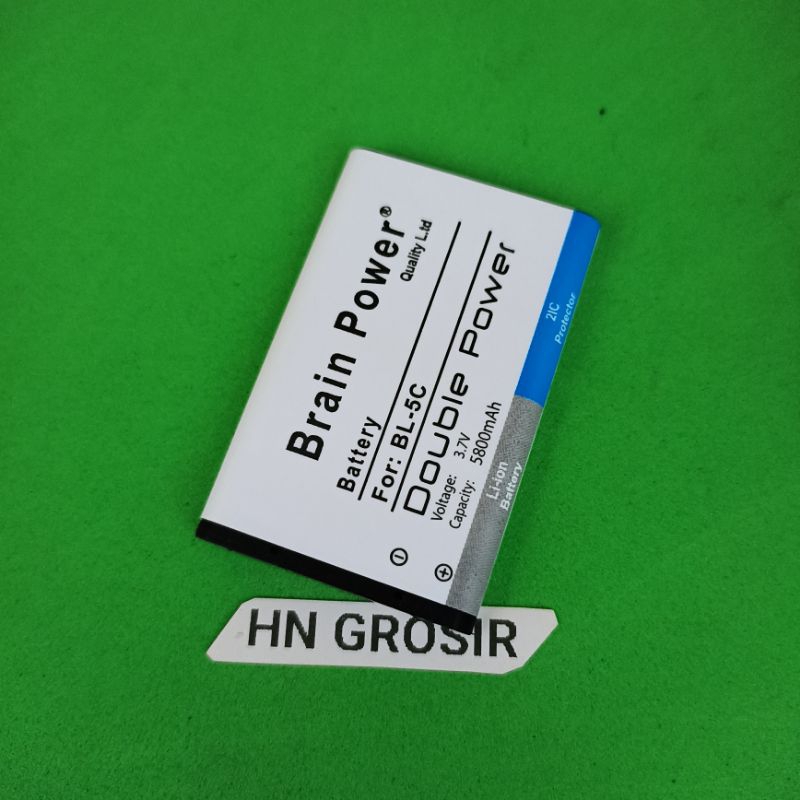 Brain Power®
Quality L.td
Battery
For: BL-5C
Double Power
Voltage: 3.7V
Capacity: 5800mAh
2IC
Protector
Li-ion
Battery
HN GROSIR